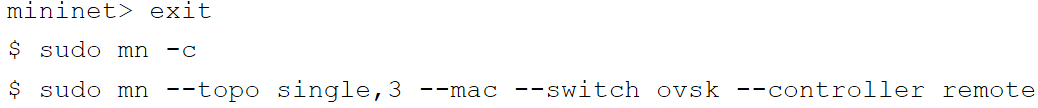 mininet> exit
$ sudo mn -c
$ sudo mn --topo single,3 --mac --switch ovsk --controller remote